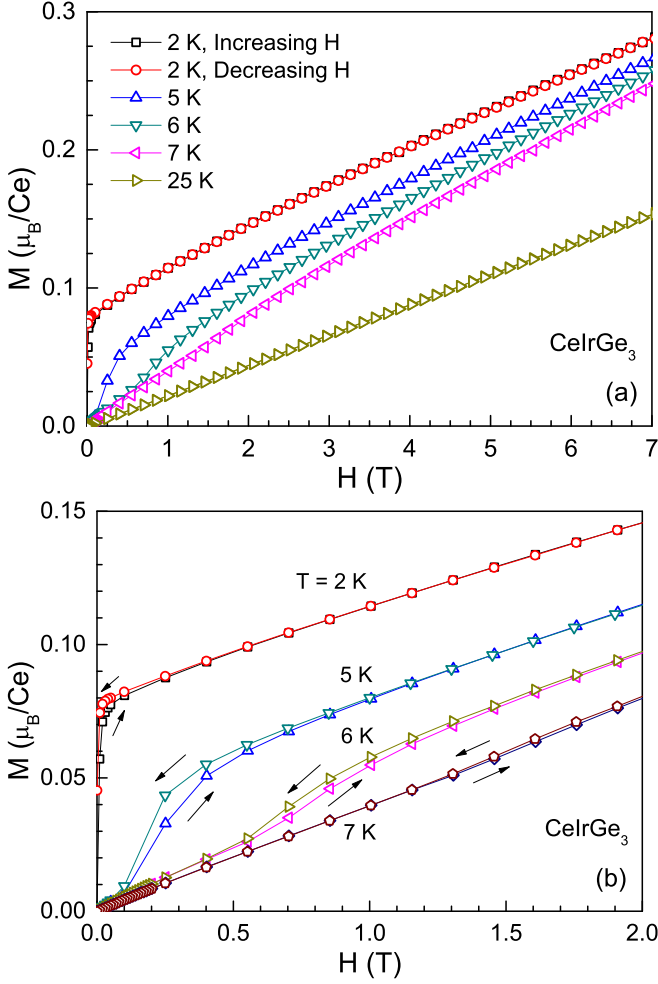 0.3
2 K, Increasing H
2 K, Decreasing H
5 K
6 K
7 K
25 K
0.2
0.1
0.0
M (μB/Ce)
CeIrGe3
(a)
0 1 2 3 4 5 6 7
H (T)
0.15
T = 2 K
0.10
5 K
6 K
0.05
7 K
CeIrGe3
(b)
0.00
M (μB/Ce)
0.0 0.5 1.0 1.5 2.0
H (T)